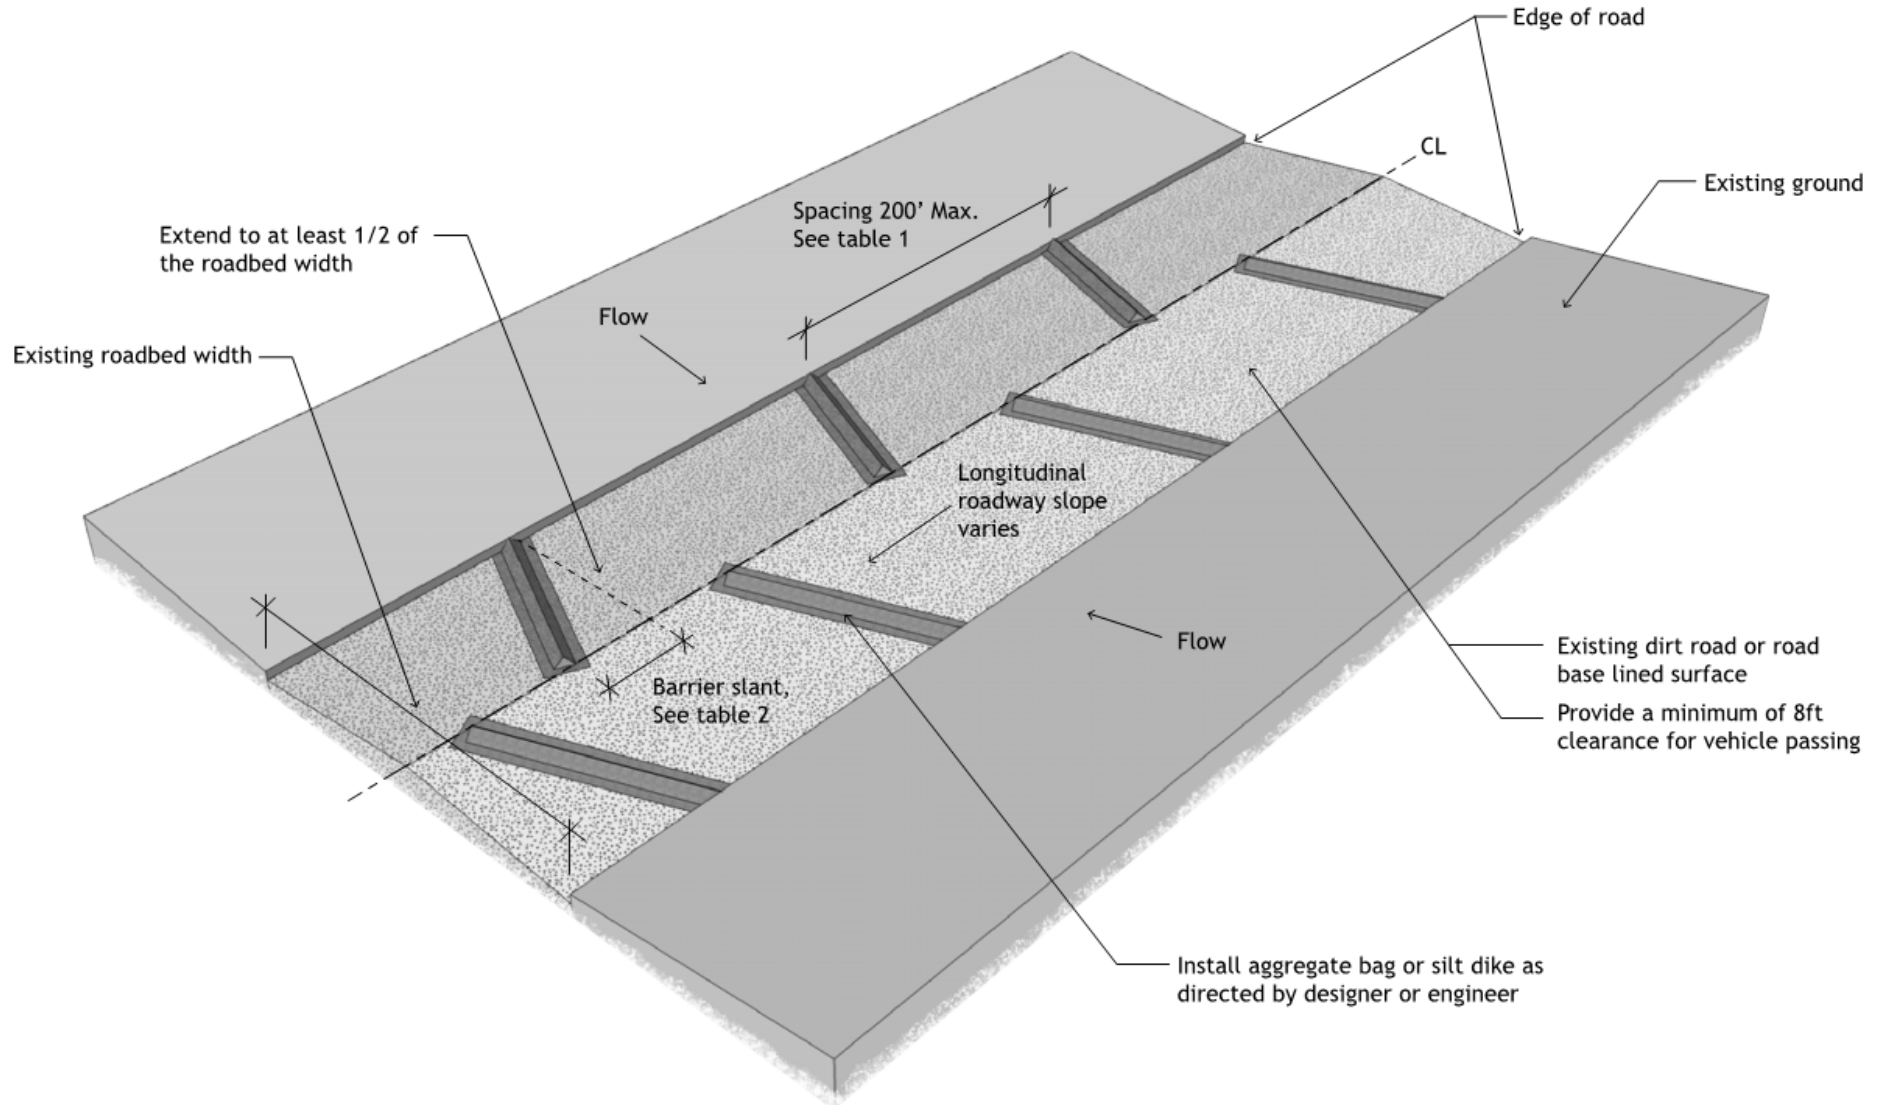 Edge of road
CL
Existing ground
Spacing 200’ Max.
See table 1
Extend to at least 1/2 of
the roadbed width
Flow
Existing roadbed width
Longitudinal
roadway slope
varies
Flow
Existing dirt road or road
base lined surface
Barrier slant,
See table 2
Provide a minimum of 8ft
clearance for vehicle passing
Install aggregate bag or silt dike as
directed by designer or engineer